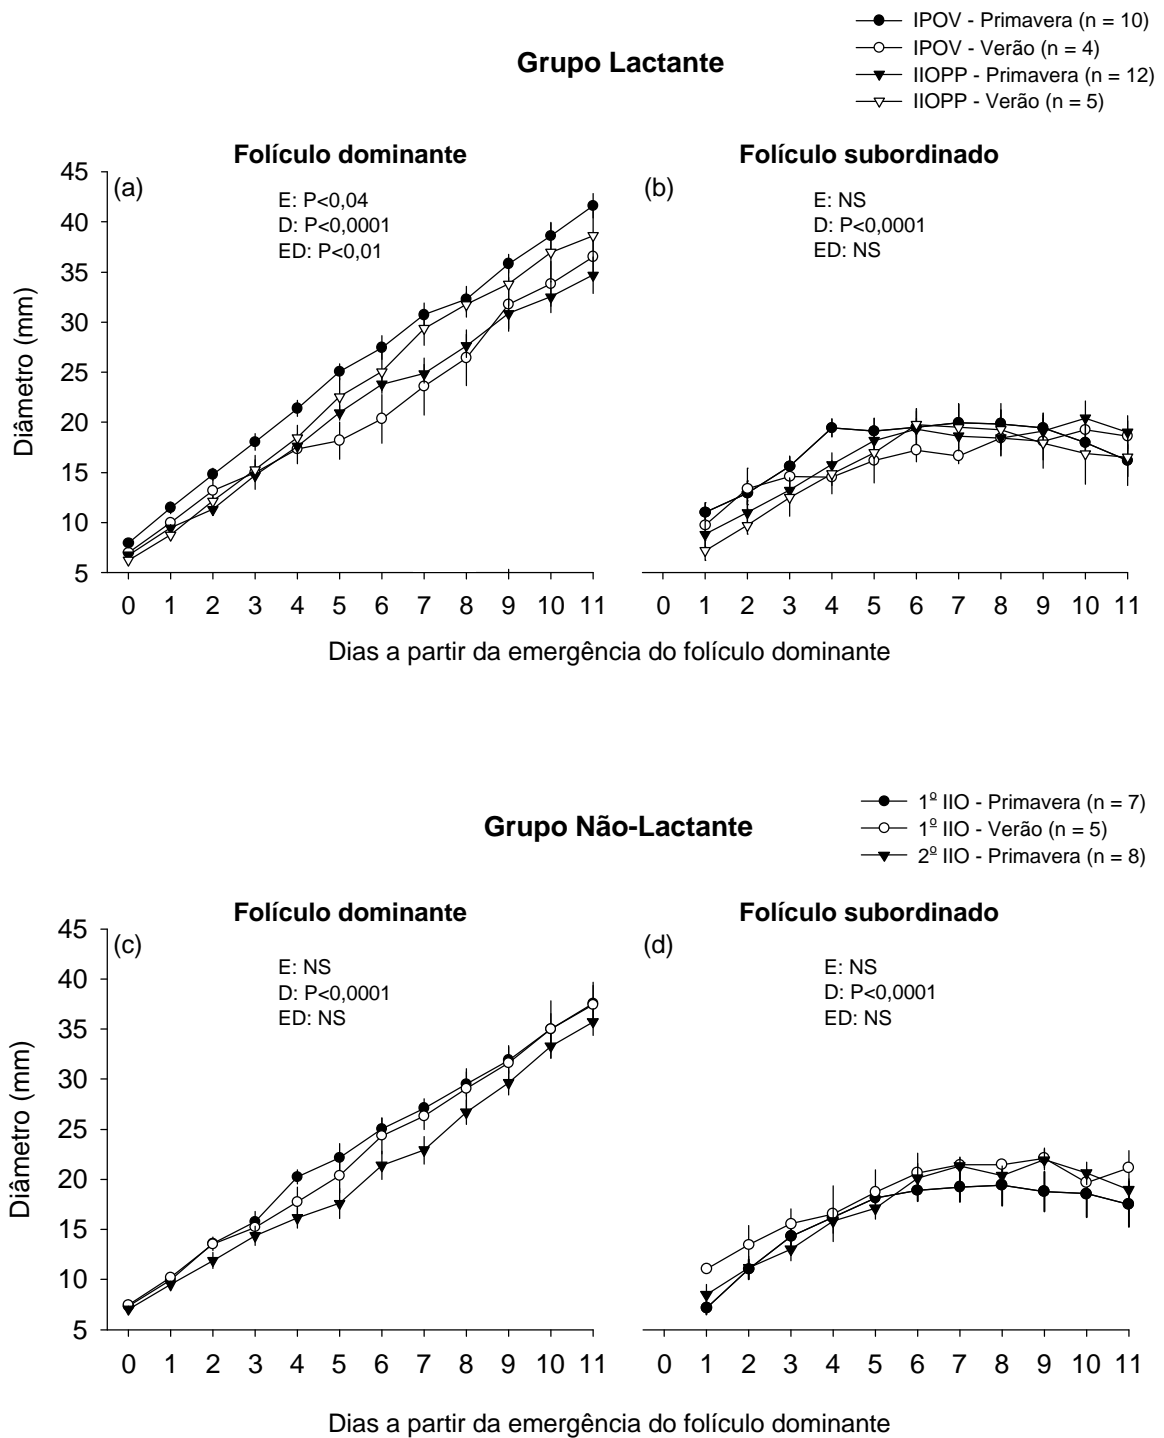 IPOV - Primavera (n = 10)
IPOV - Verão (n = 4)
IIOPP - Primavera (n = 12)
IIOPP - Verão (n = 5)
Grupo Lactante
Folículo dominante
Folículo subordinado
(a)
E: P<0,04
D: P<0,0001
ED: P<0,01
(b)
E: NS
D: P<0,0001
ED: NS
Diâmetro (mm)
45
40
35
30
25
20
15
10
5
0 1 2 3 4 5 6 7 8 9 10 11
0 1 2 3 4 5 6 7 8 9 10 11
Dias a partir da emergência do folículo dominante
1º IIO - Primavera (n = 7)
1º IIO - Verão (n = 5)
2º IIO - Primavera (n = 8)
Grupo Não-Lactante
Folículo dominante
Folículo subordinado
(c)
E: NS
D: P<0,0001
ED: NS
(d)
E: NS
D: P<0,0001
ED: NS
Diâmetro (mm)
45
40
35
30
25
20
15
10
5
0 1 2 3 4 5 6 7 8 9 10 11
0 1 2 3 4 5 6 7 8 9 10 11
Dias a partir da emergência do folículo dominante